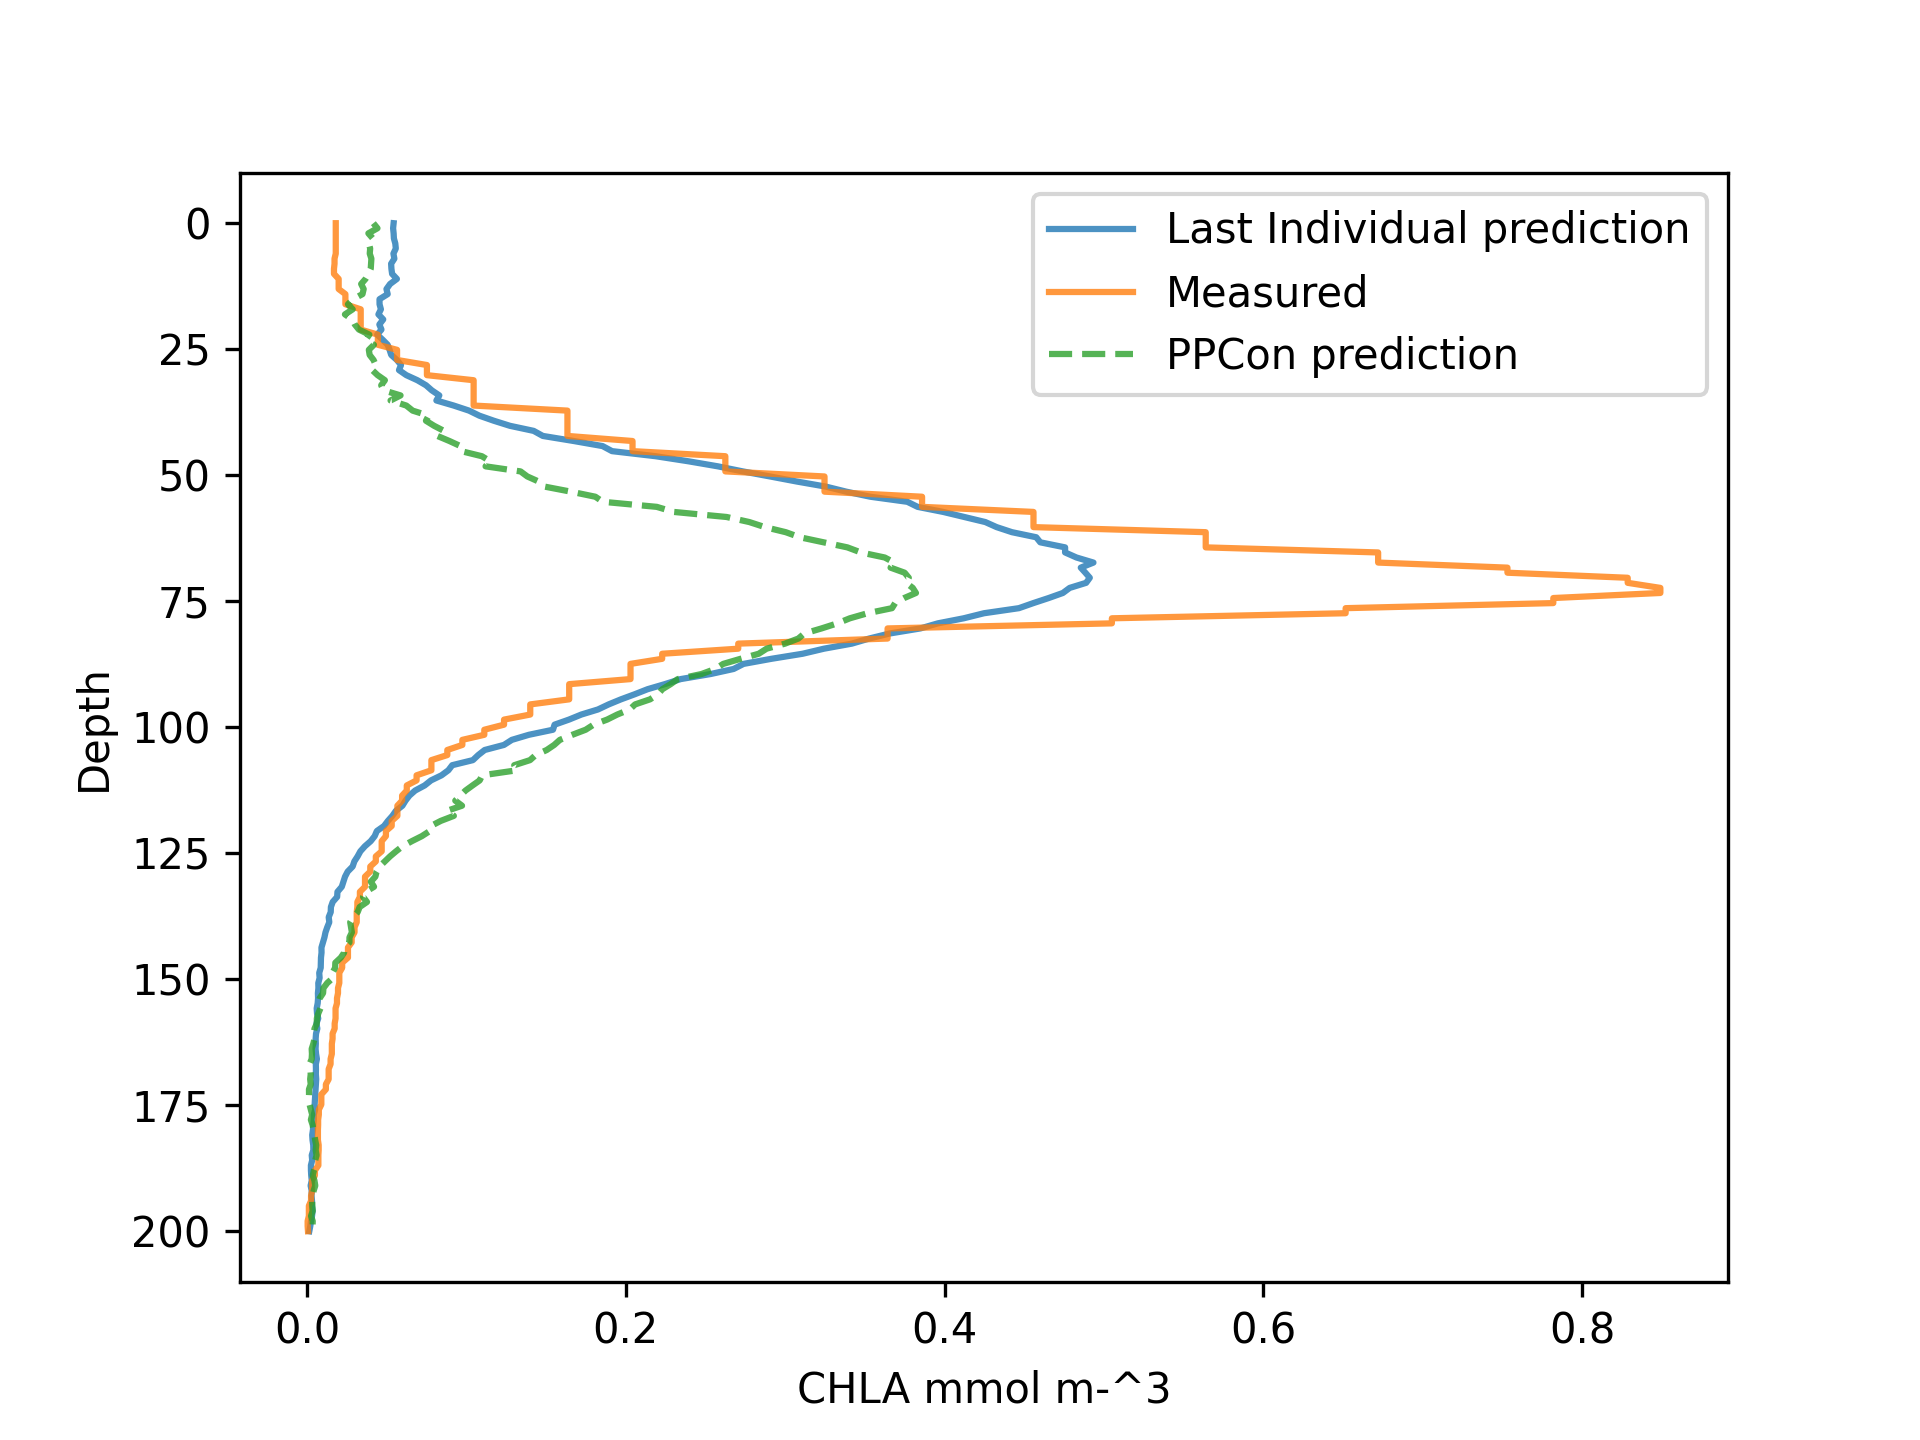 Last Individual prediction
Measured
PPCon prediction
0
25
50
75
100
125
150
175
200
Depth
0.0 0.2 0.4 0.6 0.8
CHLA mmol m-^3